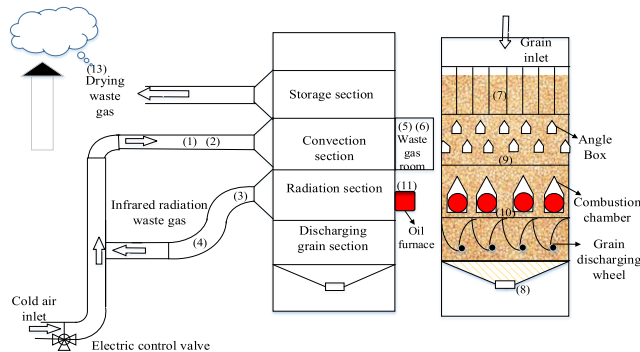 Grain
inlet
(13)
Drying
waste
gas
Storage section
(7)
(1) (2)
Convection
section
(5) (6)
Waste
gas
room
Angle
Box
(9)
Radiation section
(11)
(3)
Infrared radiation
waste gas
(4)
Oil
furnace
(10)
Combustion
chamber
Discharging
grain section
Grain
discharging
wheel
(8)
Cold air
inlet
Electric control valve